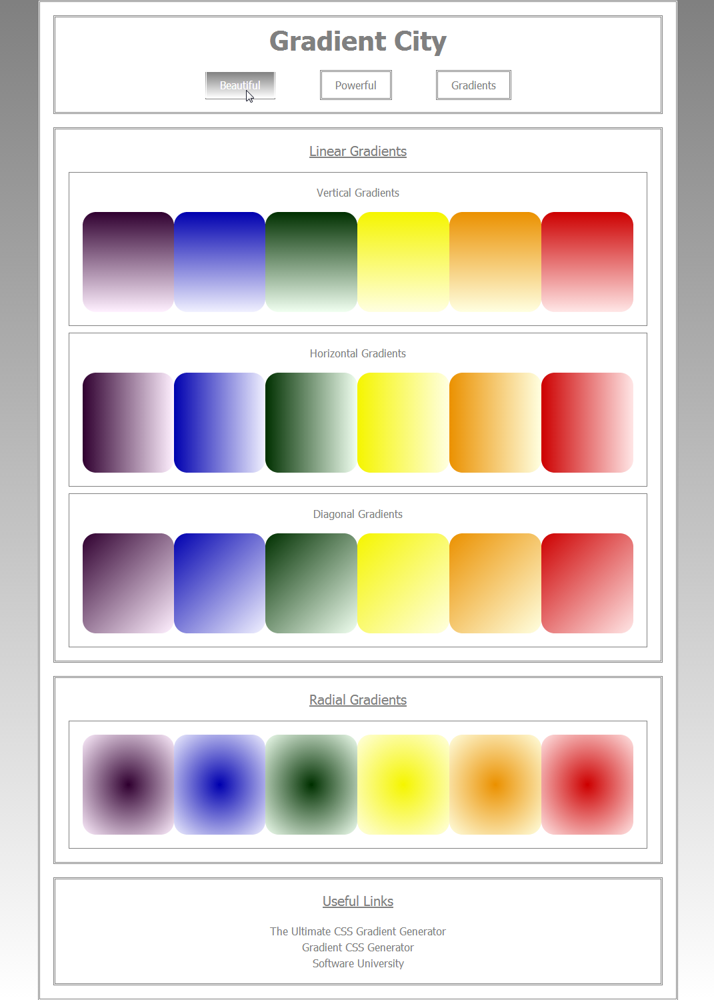 Gradient City
Beautiful Powerful Gradients
Linear Gradients
Vertical Gradients
Horizontal Gradients
Diagonal Gradients
Radial Gradients
Useful Links
The Ultimate CSS Gradient Generator
Gradient CSS Generator
Software University